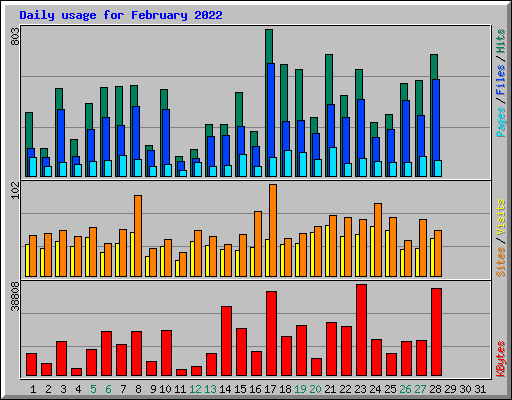 Daily usage for February 2022
803
Pages / Files / Hits
102
Sites / Visits
38808
KBytes
1 2 3 4 5 6 7 8 9 10 11 12 13 14 15 16 17 18 19 20 21 22 23 24 25 26 27 28 29 30 31